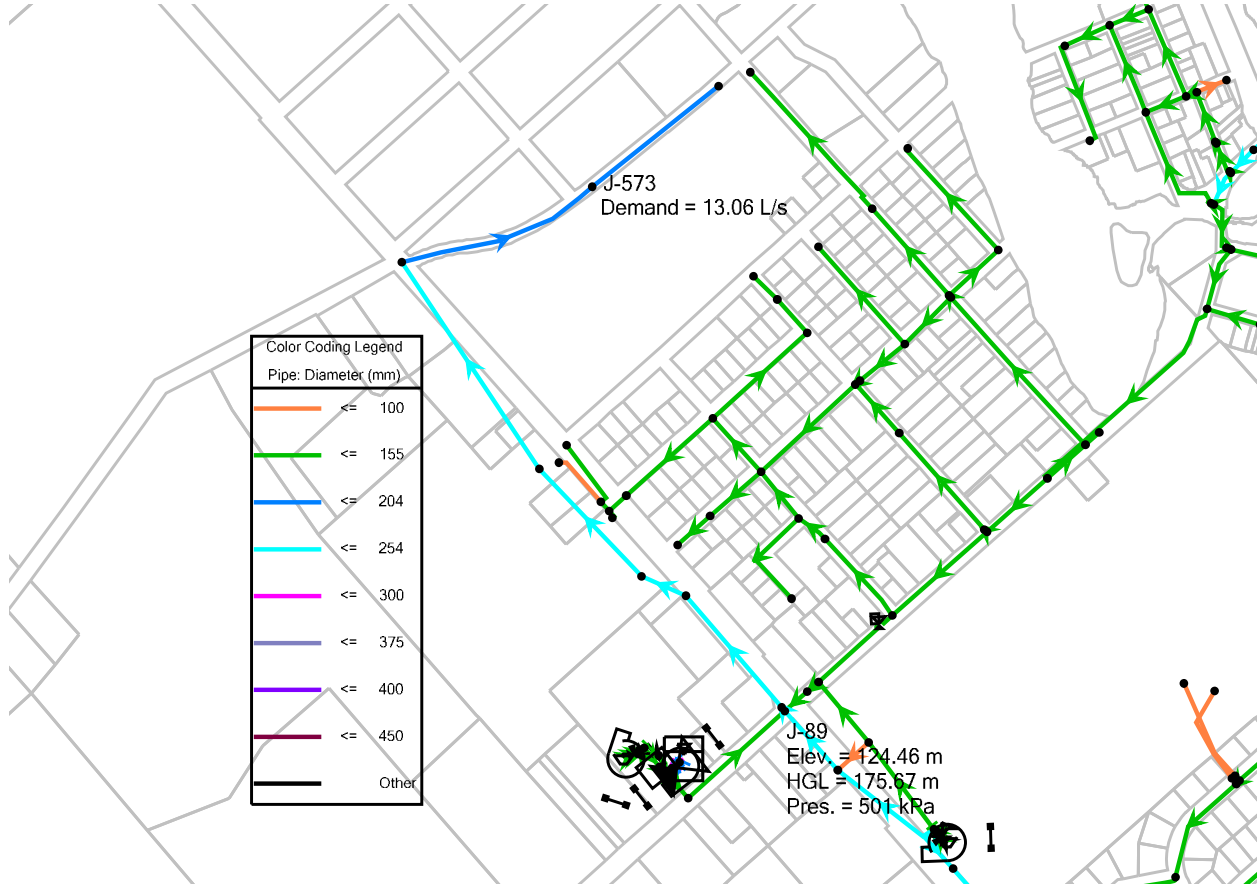 J-573
Demand = 13.06 L/s
Color Coding Legend
Pipe: Diameter (mm)
<= 100
<= 155
<= 204
<= 254
<= 300
<= 375
<= 400
<= 450
Other
J-89
Elev. = 124.46 m
HGL = 175.67 m
Pres. = 501 kPa